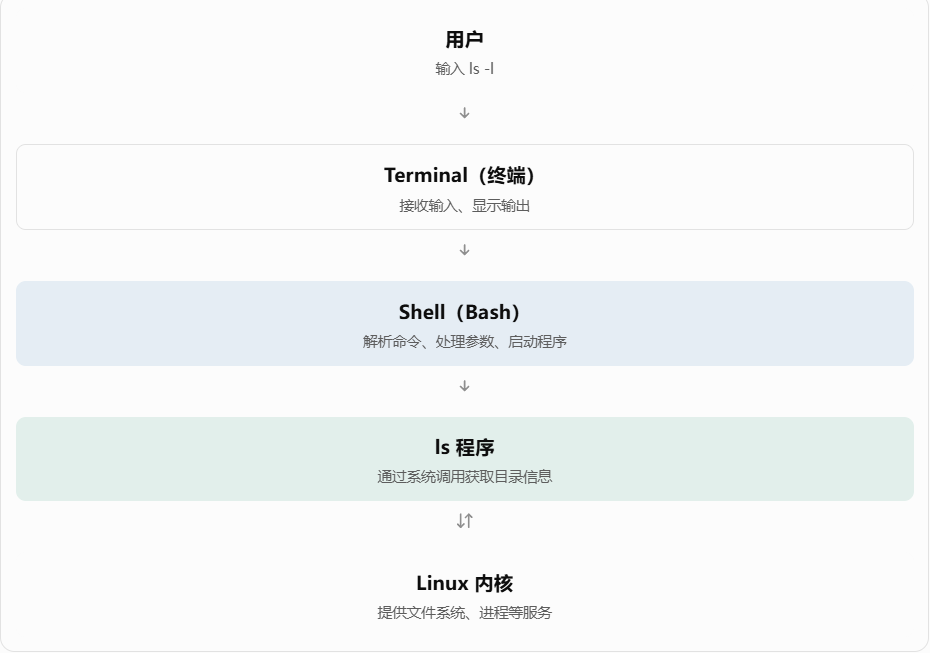 用户
输入 ls -l
↓
Terminal（终端）
接收输入、显示输出
↓
Shell（Bash）
解析命令、处理参数、启动程序
↓
ls 程序
通过系统调用获取目录信息
↓↑
Linux 内核
提供文件系统、进程等服务